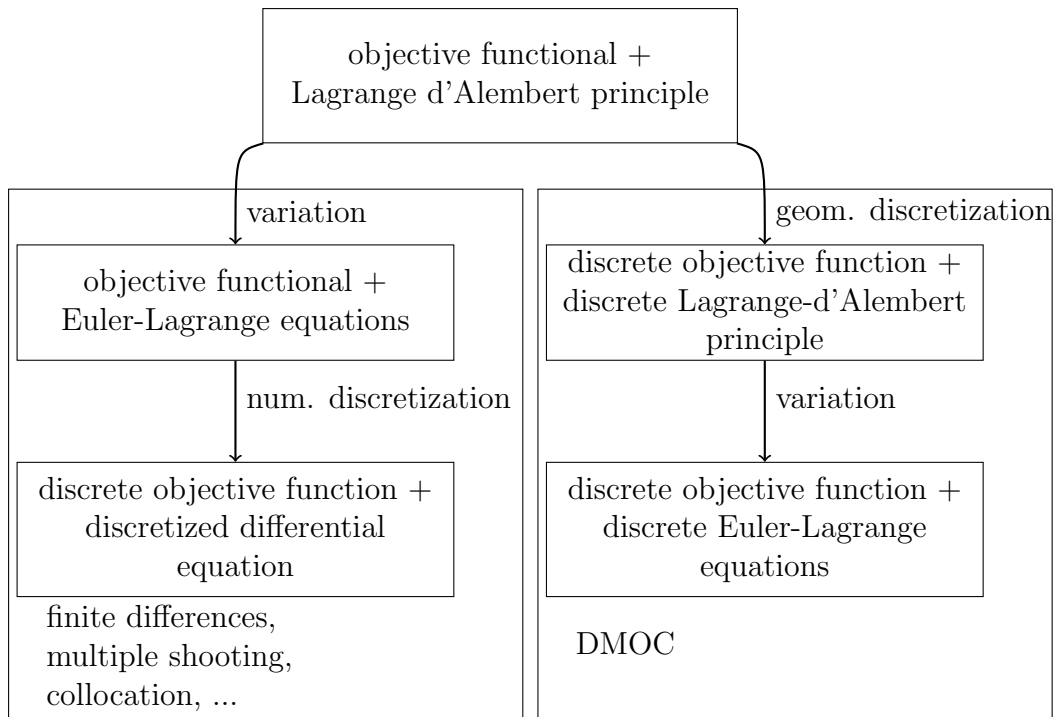 objective functional +
Lagrange d'Alembert principle
variation
objective functional +
Euler-Lagrange equations
num. discretization
discrete objective function +
discretized differential
equation
finite differences,
multiple shooting,
collocation, ...
geom. discretization
discrete objective function +
discrete Lagrange-d'Alembert
principle
variation
discrete objective function +
discrete Euler-Lagrange
equations
DMOC